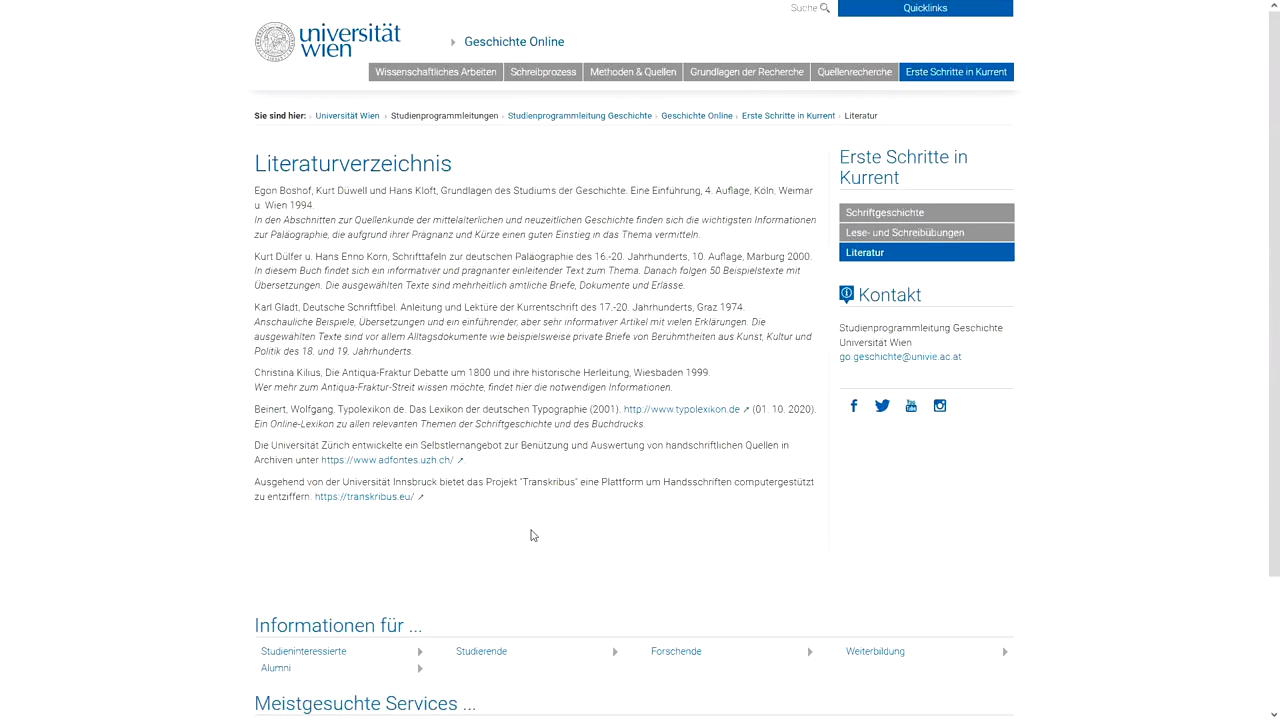 Suche
Quicklinks
universität
wien
Geschichte Online
Wissenschaftliches Arbeiten
Schreibprozess
Methoden & Quellen
Grundlagen der Recherche
Quellenrecherche
Erste Schritte in Kurrent
Sie sind hier: › Universität Wien › Studienprogrammleitungen › Studienprogrammleitung Geschichte › Geschichte Online › Erste Schritte in Kurrent › Literatur
Literaturverzeichnis
Egon Boshof, Kurt Düwell und Hans Kloft, Grundlagen des Studiums der Geschichte. Eine Einführung, 4. Auflage, Köln, Weimar
u. Wien 1994.
In den Abschnitten zur Quellenkunde der mittelalterlichen und neuzeitlichen Geschichte finden sich die wichtigsten Informationen
zur Paläographie, die aufgrund ihrer Prägnanz und Kürze einen guten Einstieg in das Thema vermitteln.
Kurt Dülfer u. Hans Enno Korn, Schrifttafeln zur deutschen Paläographie des 16.-20. Jahrhunderts, 10. Auflage, Marburg 2000.
In diesem Buch findet sich ein informativer und prägnanter einleitender Text zum Thema. Danach folgen 50 Beispielstexte mit
Übersetzungen. Die ausgewählten Texte sind mehrheitlich amtliche Briefe, Dokumente und Erlässe.
Karl Gladt, Deutsche Schriftfibel. Anleitung und Lektüre der Kurrentschrift des 17.-20. Jahrhunderts, Graz 1974.
Anschauliche Beispiele, Übersetzungen und ein einführender, aber sehr informativer Artikel mit vielen Erklärungen. Die
ausgewählten Texte sind vor allem Alltagsdokumente wie beispielsweise private Briefe von Berühmtheiten aus Kunst, Kultur und
Politik des 18. und 19. Jahrhunderts.
Christina Kilius, Die Antiqua-Fraktur Debatte um 1800 und ihre historische Herleitung, Wiesbaden 1999.
Wer mehr zum Antiqua-Fraktur-Streit wissen möchte, findet hier die notwendigen Informationen.
Beinert, Wolfgang, Typolexikon de. Das Lexikon der deutschen Typographie (2001). http://www.typolexikon.de (01. 10. 2020).
Ein Online-Lexikon zu allen relevanten Themen der Schriftgeschichte und des Buchdrucks.
Die Universität Zürich entwickelte ein Selbstlernangebot zur Benützung und Auswertung von handschriftlichen Quellen in
Archiven unter https://www.adfontes.uzh.ch/.
Ausgehend von der Universität Innsbruck bietet das Projekt "Transkribus" eine Plattform um Handsschriften computergestützt
zu entziffern. https://transkribus.eu/
Erste Schritte in
Kurrent
Schriftgeschichte
Lese- und Schreibübungen
Literatur
Kontakt
Studienprogrammleitung Geschichte
Universität Wien
go.geschichte@univie.ac.at
Informationen für ...
Studieninteressierte
Studierende
Forschende
Weiterbildung
Alumni
Meistgesuchte Services ...